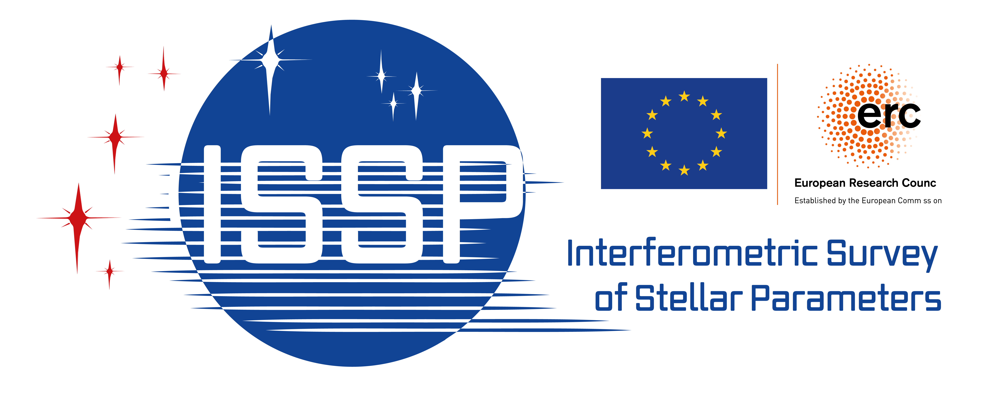 ISSP
erc
European Research Counc
Established by the European Comm ss on
Interferometric Survey
of Stellar Parameters